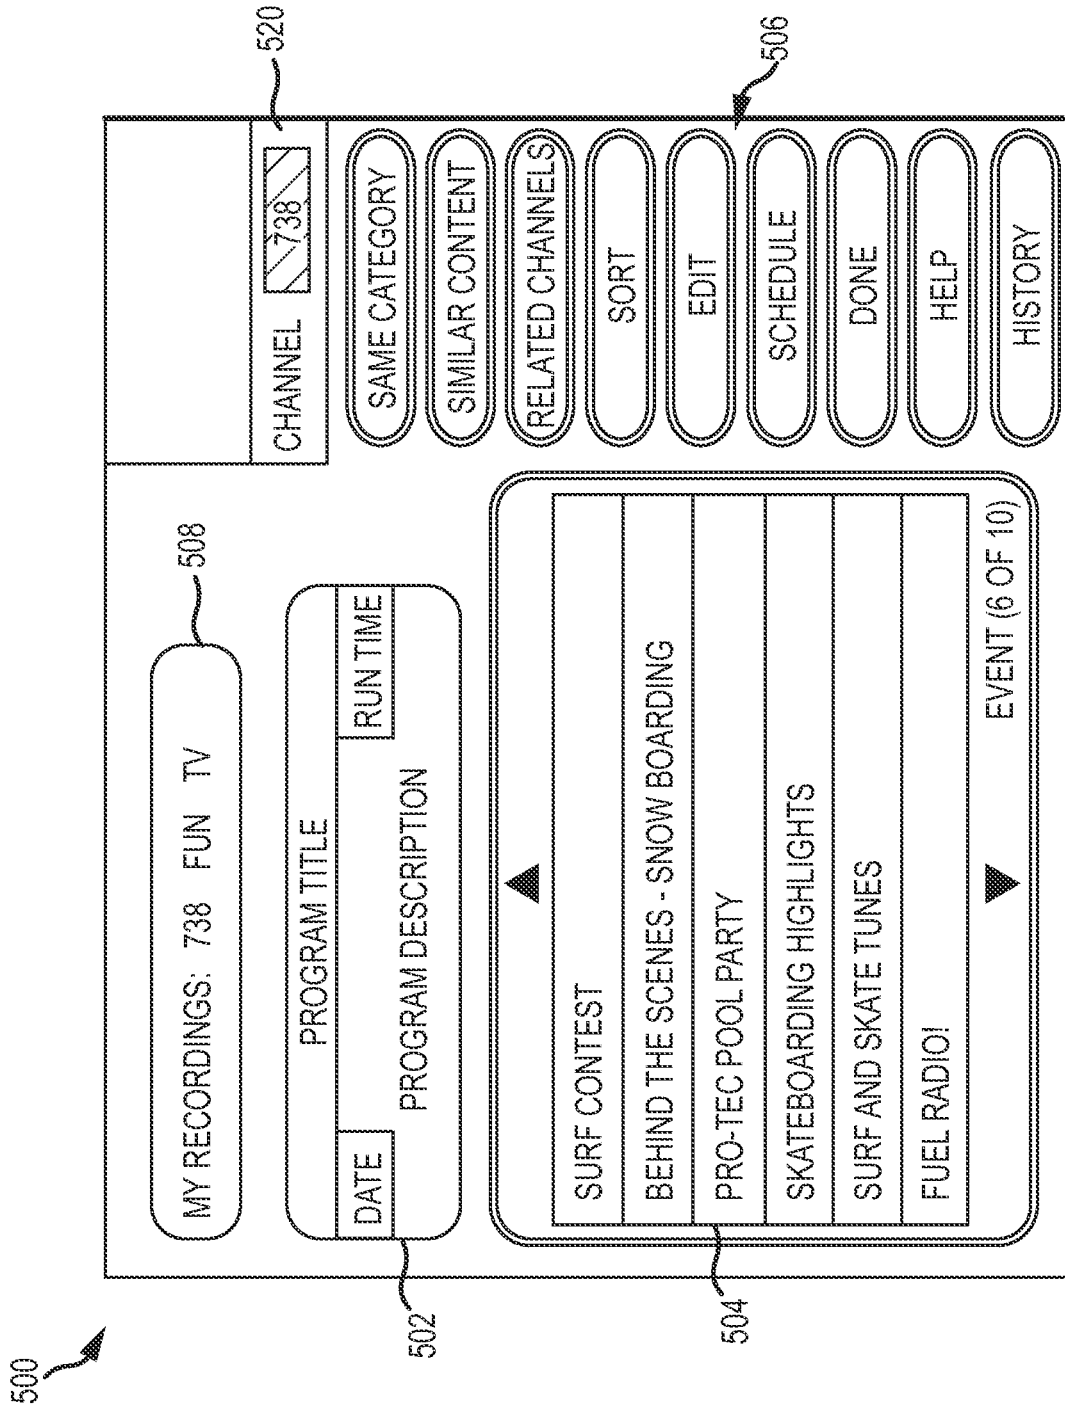 500
MY RECORDINGS: 738 FUN TV
508
CHANNEL 738
520
PROGRAM TITLE
DATE
RUN TIME
PROGRAM DESCRIPTION
502
SURF CONTEST
BEHIND THE SCENES - SNOW BOARDING
PRO-TEC POOL PARTY
SKATEBOARDING HIGHLIGHTS
SURF AND SKATE TUNES
FUEL RADIO!
EVENT (6 OF 10)
504
SAME CATEGORY
SIMILAR CONTENT
RELATED CHANNELS
SORT
EDIT
SCHEDULE
DONE
HELP
HISTORY
506